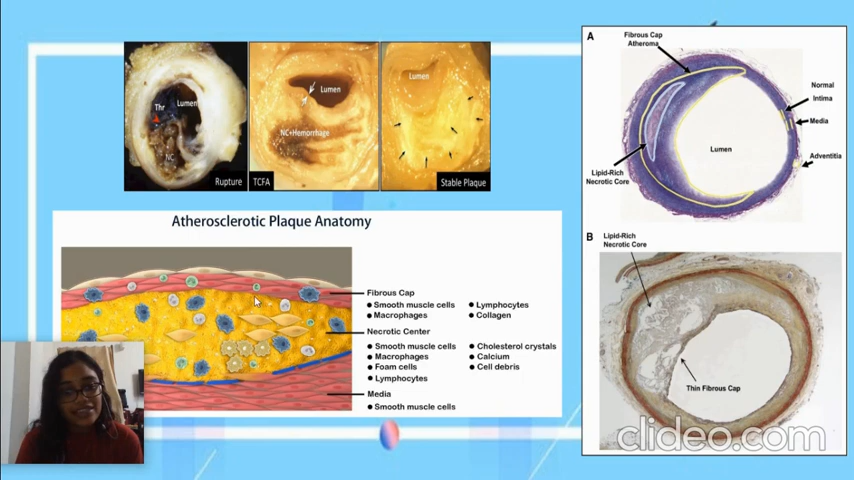 Thr
Lumen
NC
Rupture
Lumen
NC+Hemorrhage
TCFA
Lumen
Stable Plaque
Atherosclerotic Plaque Anatomy
Fibrous Cap
Smooth muscle cells
Macrophages
Lymphocytes
Collagen
Necrotic Center
Smooth muscle cells
Macrophages
Foam cells
Lymphocytes
Cholesterol crystals
Calcium
Cell debris
Media
Smooth muscle cells
A
Fibrous Cap
Atheroma
Normal
Intima
Media
Lumen
Adventitia
Lipid-Rich
Necrotic Core
B
Lipid-Rich
Necrotic Core
Thin Fibrous Cap
clideo.com